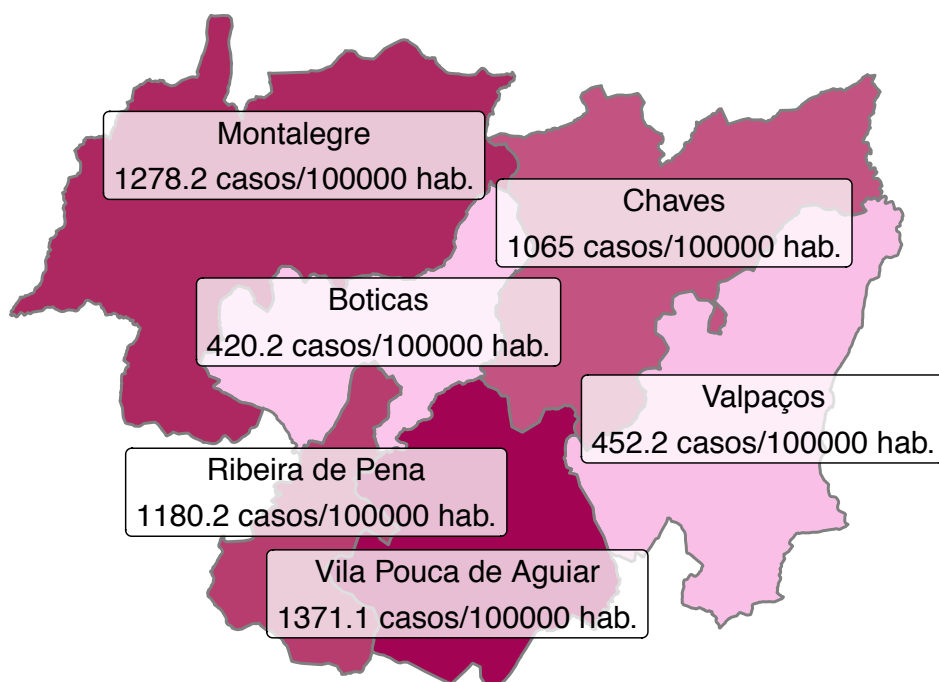 Montalegre
1278.2 casos/100000 hab.
Chaves
1065 casos/100000 hab.
Boticas
420.2 casos/100000 hab.
Valpaços
452.2 casos/100000 hab.
Ribeira de Pena
1180.2 casos/100000 hab.
Vila Pouca de Aguiar
1371.1 casos/100000 hab.